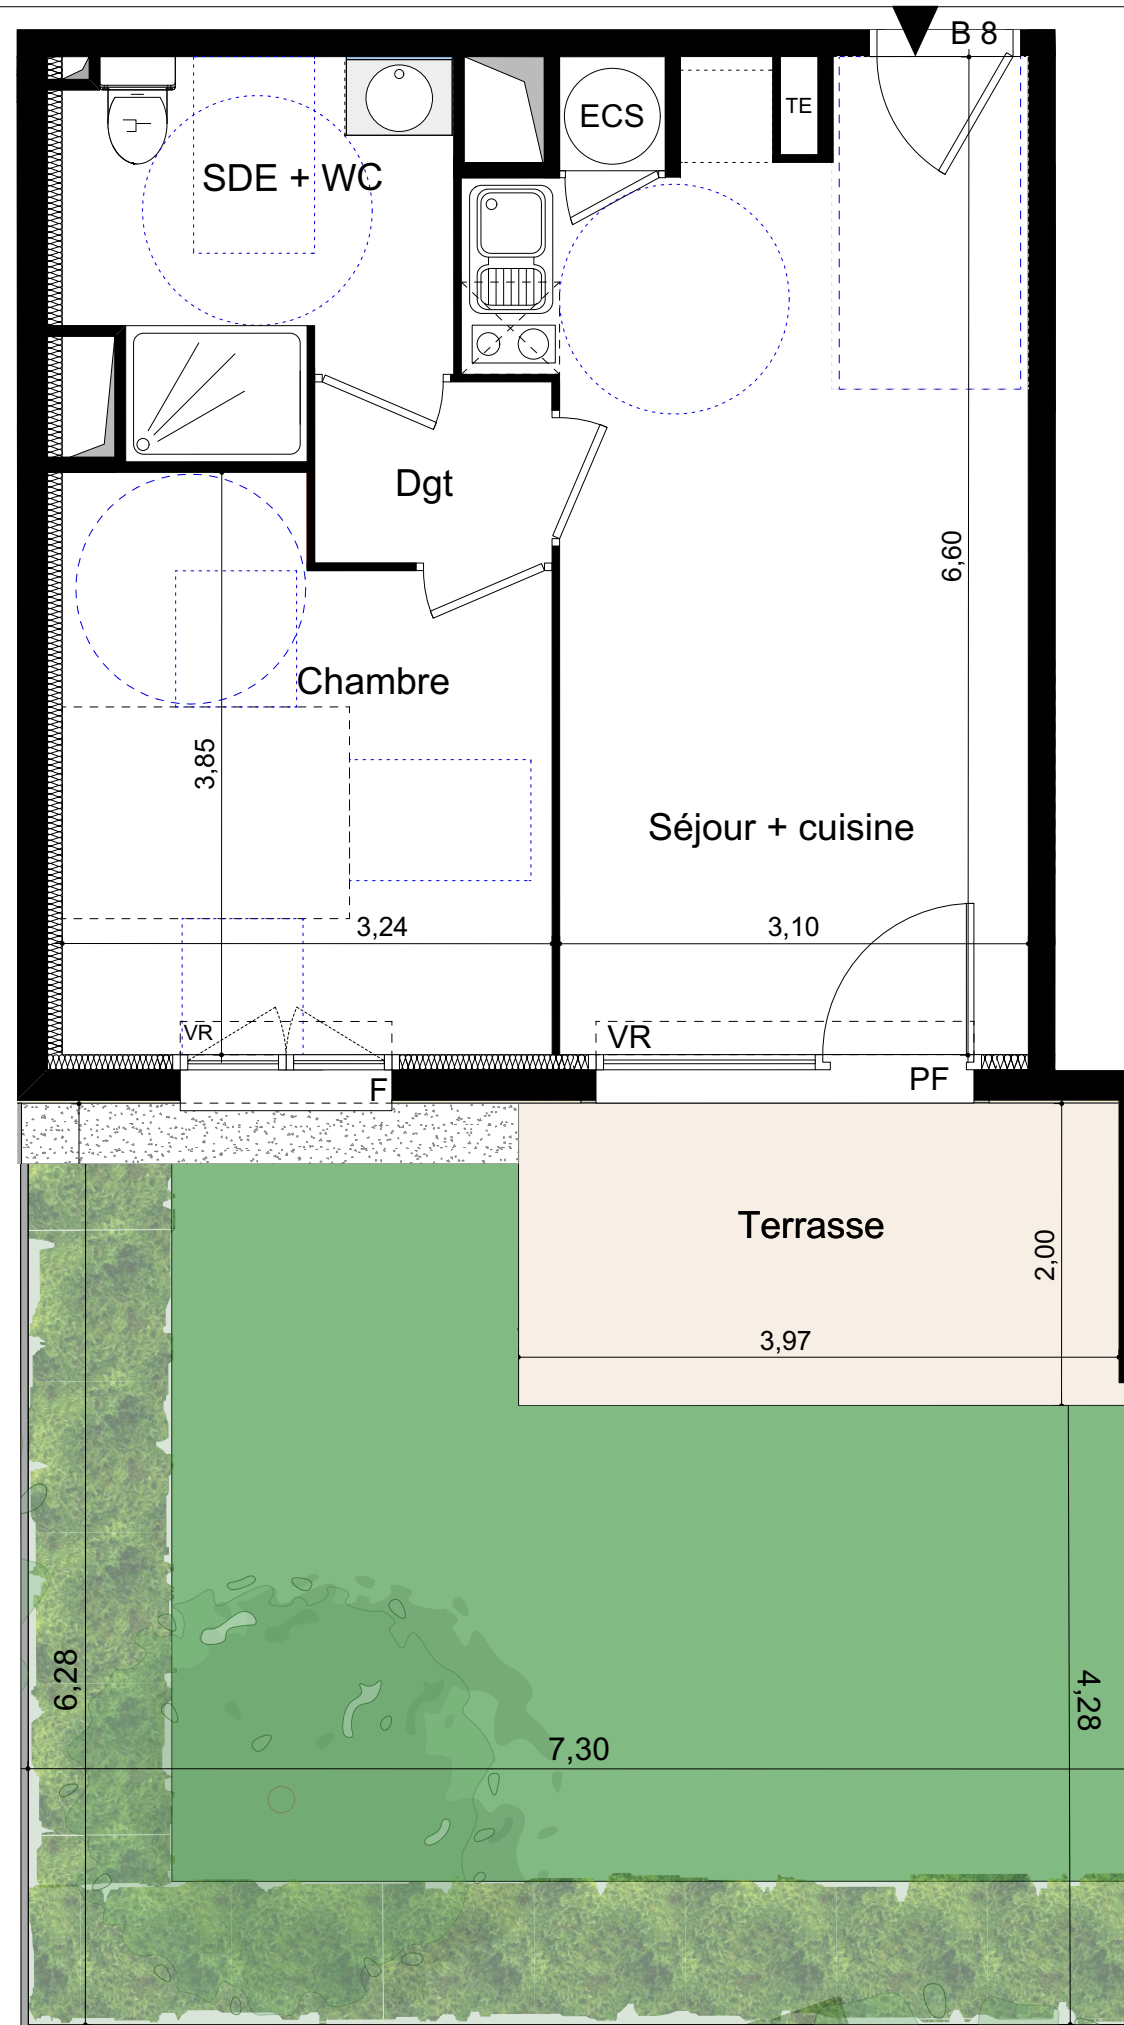 B 8
TE
ECS
SDE + WC
Dgt
6,60
Chambre
3,85
Séjour + cuisine
3,24
3,10
VR
VR
F
PF
Terrasse
2,00
3,97
6,28
4,28
7,30